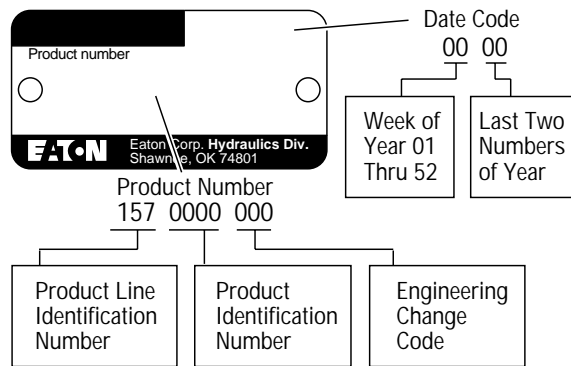 Date Code
00 00
Week of
Year 01
Thru 52
Last Two
Numbers
of Year
Product number
EATON
Eaton Corp. Hydraulics Div.
Shawnee, OK 74801
Product Number
157 0000 000
Product Line
Identification
Number
Product
Identification
Number
Engineering
Change
Code